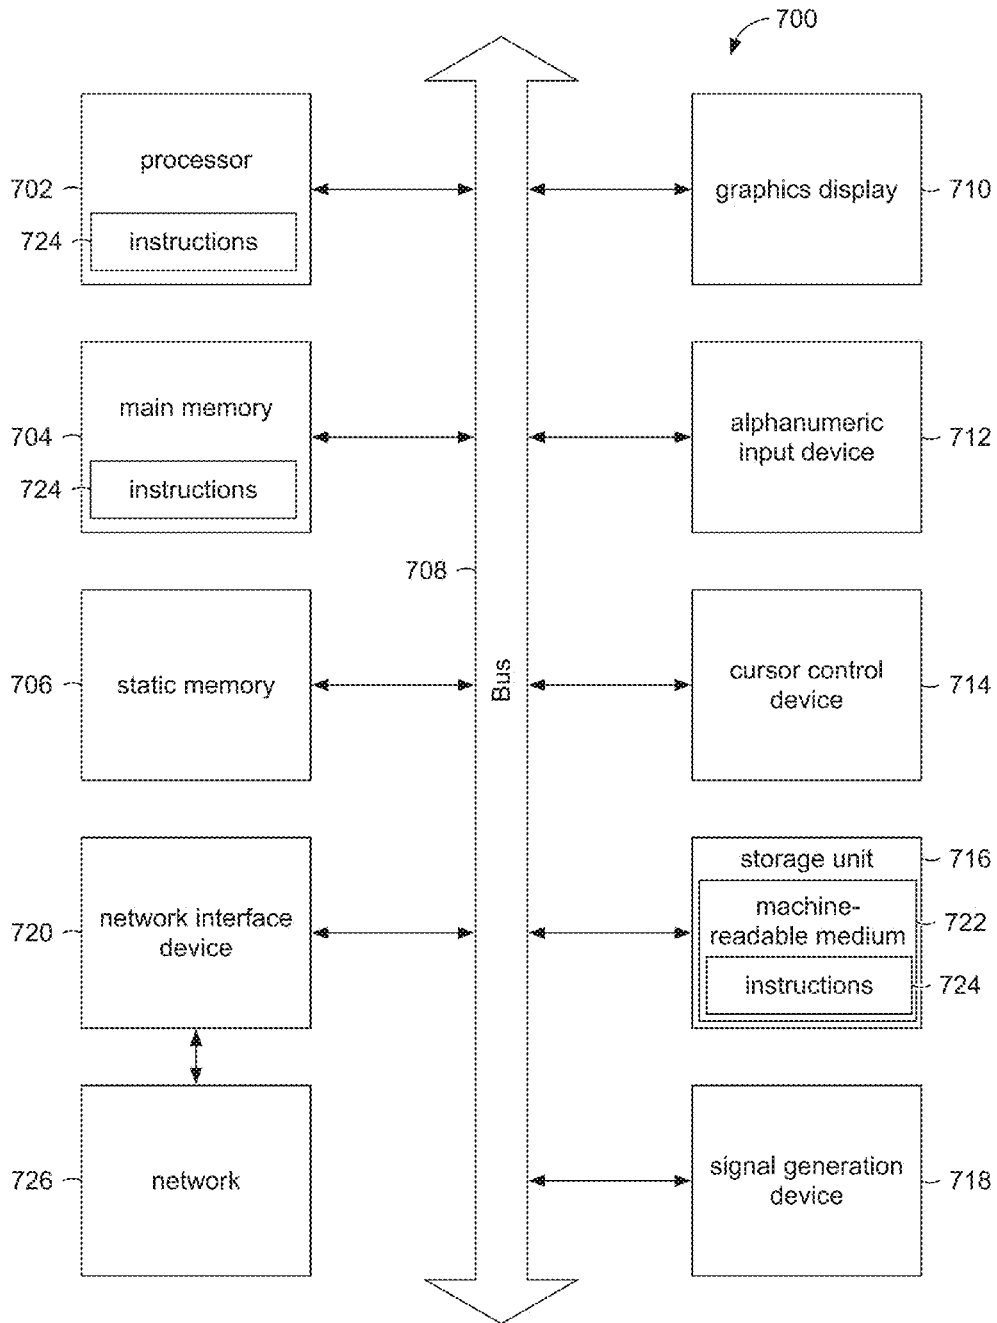 700
processor
702
724
instructions
graphics display
710
main memory
704
724
instructions
alphanumeric
input device
712
708
Bus
static memory
706
cursor control
device
714
network interface
device
720
storage unit
716
machine-
readable medium
722
instructions
724
network
726
signal generation
device
718